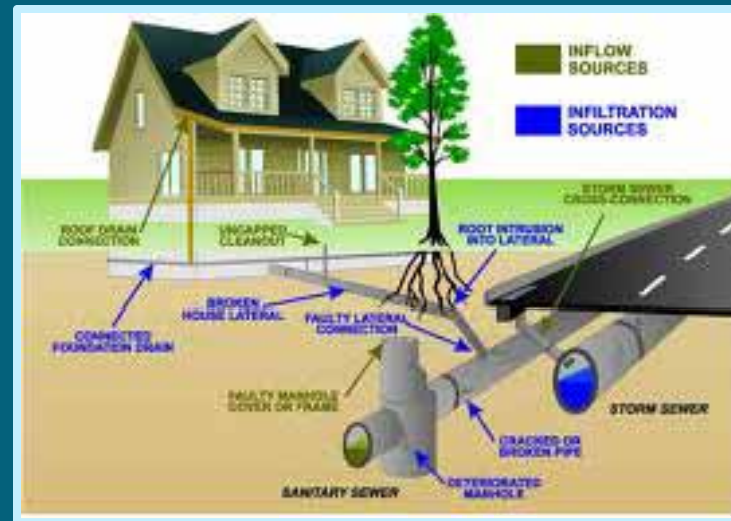 INFLOW
SOURCES
INFILTRATION
SOURCES
STORM SEWER
CROSS-CONNECTION
ROOF DRAIN
CONNECTION
UNCAPPED
CLEANOUT
ROOT INTRUSION
INTO LATERAL
BROKEN
HOUSE LATERAL
FAULTY LATERAL
CONNECTION
CONNECTED
FOUNDATION DRAIN
FAULTY MANHOLE
COVER OR FRAME
STORM SEWER
CRACKED OR
BROKEN PIPE
DETERIORATED
MANHOLE
SANITARY SEWER